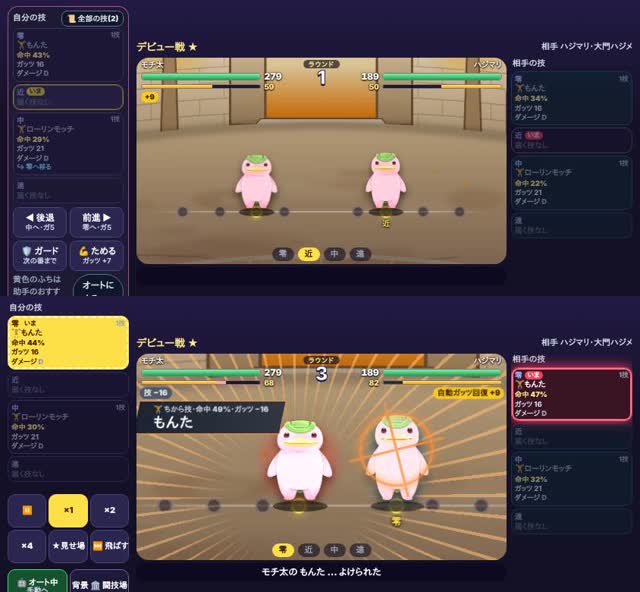 自分の技
📜 全部の技(2)
零
1技
🏋もんた
命中 43%
ガッツ 16
ダメージ D
近 いま
届く技なし
中
1技
🏋ローリンモッチ
命中 29%
ガッツ 21
ダメージ D
↪ 零へ移る
遠
届く技なし
◀ 後退
中へ・ガ5
前進 ▶
零へ・ガ5
🛡 ガード
次の番まで
💪 ためる
ガッツ +7
黄色のふちは
助手のおすす
オートに
デビュー戦 ★
相手 ハジマリ・大門ハジメ
モチ太
ラウンド
ハジマリ
279
1
189
50
50
+9
近
零 近 中 遠
相手の技
零
1技
🏋もんた
命中 34%
ガッツ 16
ダメージ D
近 いま
届く技なし
中
1技
🏋ローリンモッチ
命中 22%
ガッツ 21
ダメージ D
遠
届く技なし
自分の技
零 いま
1技
🏋もんた
命中 44%
ガッツ 16
ダメージ D
近
届く技なし
中
1技
🏋ローリンモッチ
命中 30%
ガッツ 21
ダメージ D
遠
届く技なし
⏸ ×1 ×2
×4 ★見せ場 ⏭ 飛ばす
🤖 オート中
手動へ
背景 🏛 闘技場
デビュー戦 ★
相手 ハジマリ・大門ハジメ
モチ太
ラウンド
ハジマリ
279
3
189
68
82
技 −16
自動ガッツ回復 +9
🏋 ちから技・命中 49%・ガッツ −16
もんた
零
零 近 中 遠
モチ太の もんた … よけられた
相手の技
零 いま
1技
🏋もんた
命中 47%
ガッツ 16
ダメージ D
近
届く技なし
中
1技
🏋ローリンモッチ
命中 32%
ガッツ 21
ダメージ D
遠
届く技なし